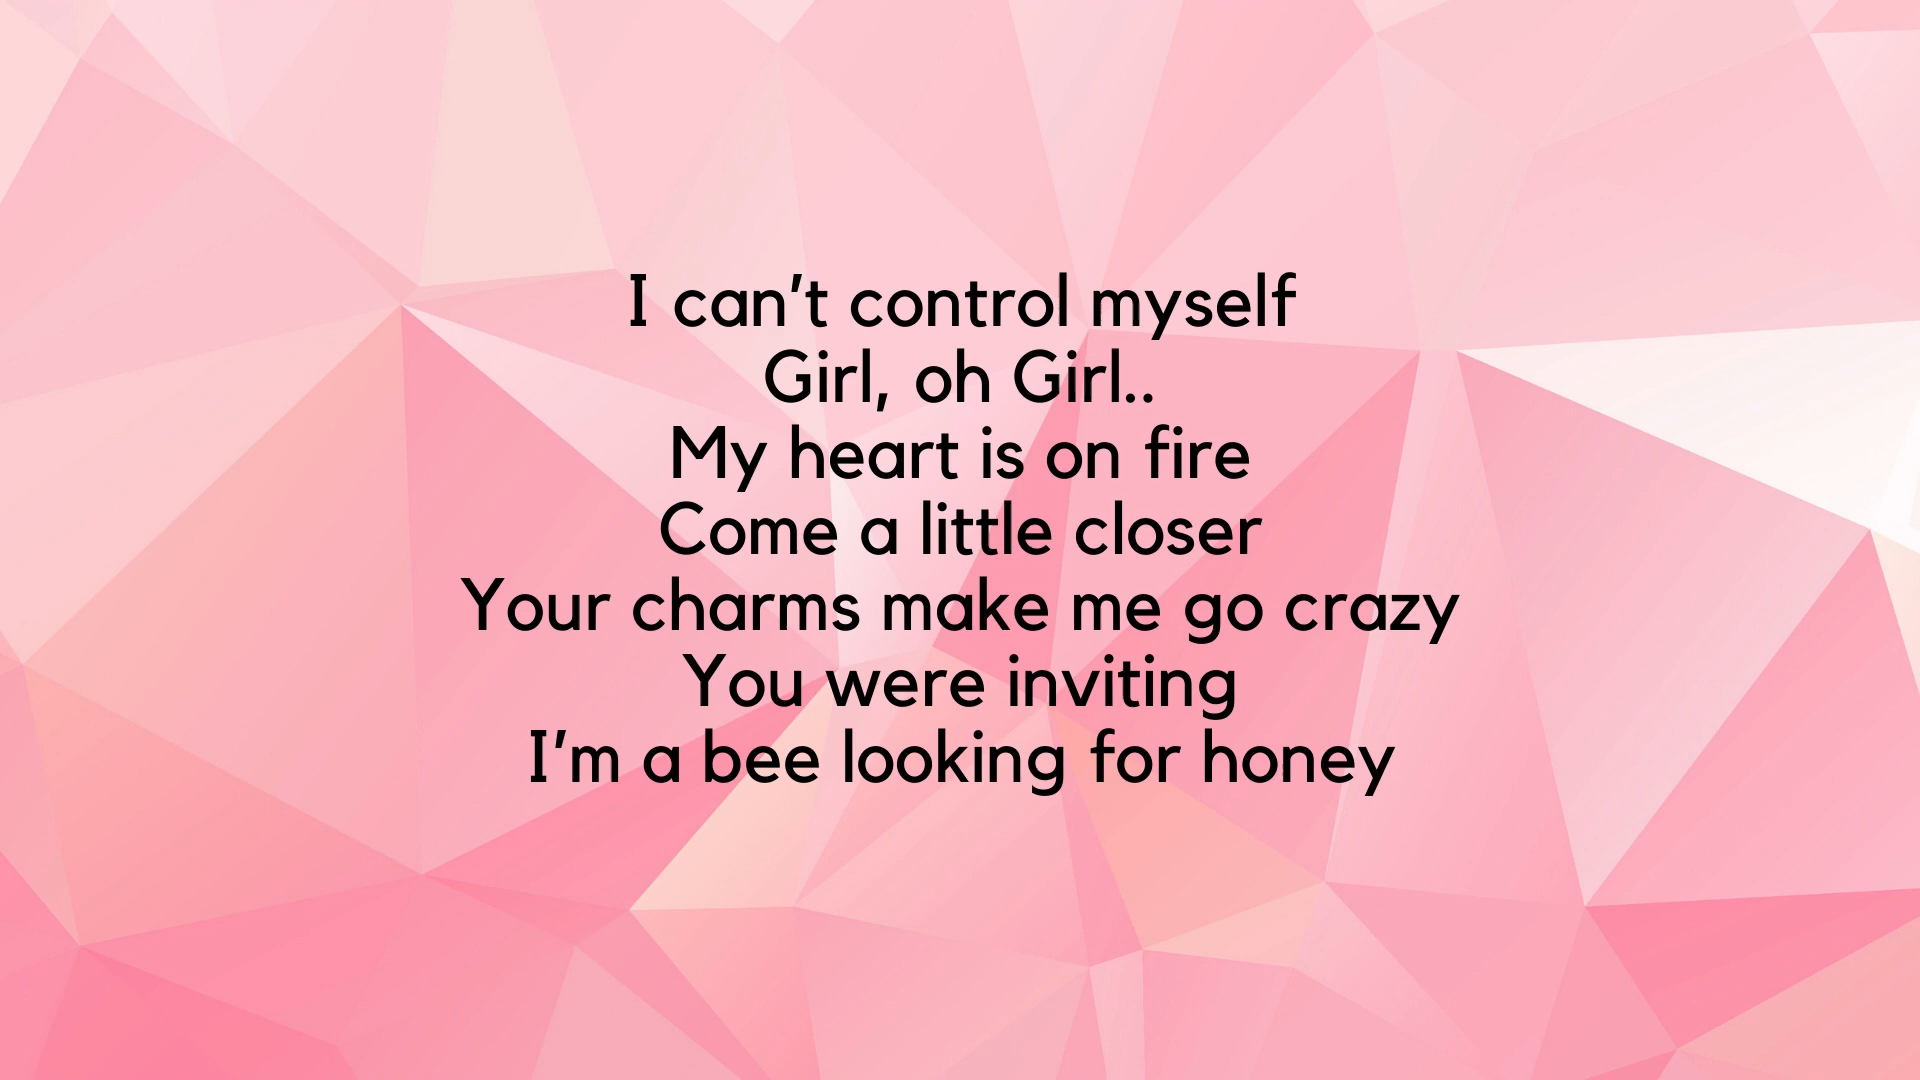 I can't control myself
Girl, oh Girl..
My heart is on fire
Come a little closer
Your charms make me go crazy
You were inviting
I'm a bee looking for honey